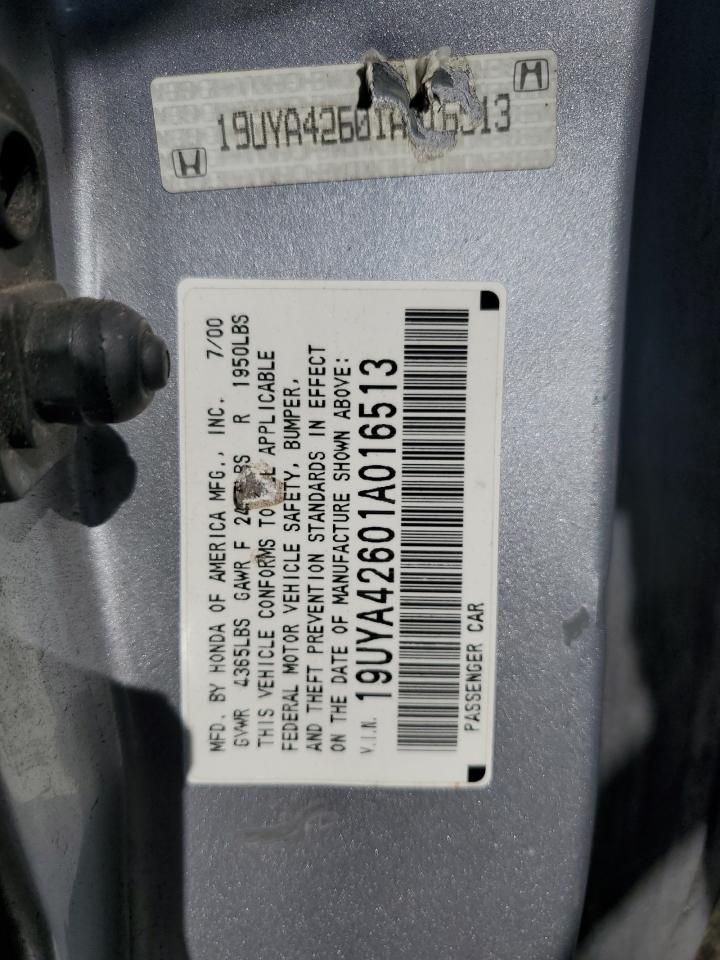 19UYA42601A 16513
MFD. BY HONDA OF AMERICA MFG., INC. 7/00
GVWR 4365LBS GAWR F R 1950LBS
THIS VEHICLE CONFORMS TO APPLICABLE
FEDERAL MOTOR VEHICLE SAFETY, BUMPER,
AND THEFT PREVENTION STANDARDS IN EFFECT
ON THE DATE OF MANUFACTURE SHOWN ABOVE:
V.I.N. 19UYA42601A016513
PASSENGER CAR